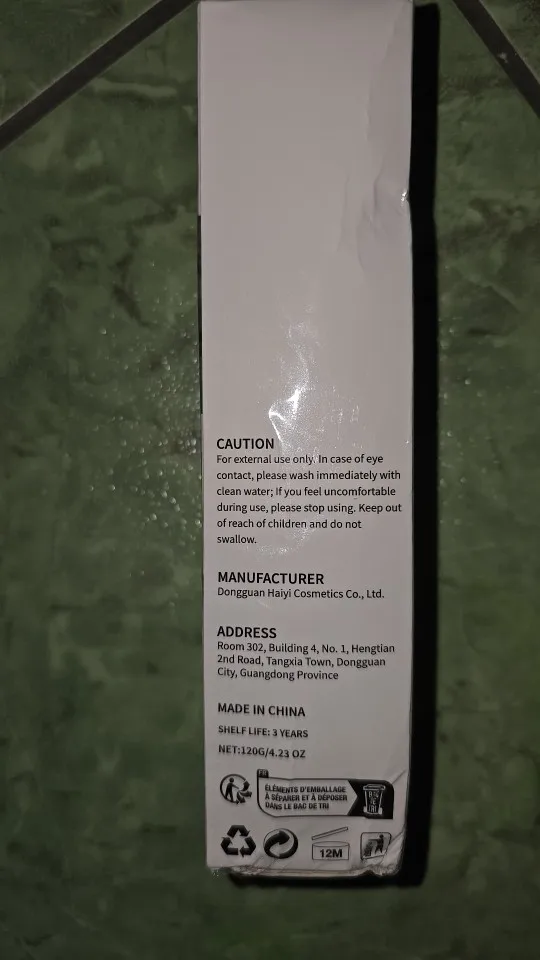 CAUTION
For external use only. In case of eye
contact, please wash immediately with
clean water; If you feel uncomfortable
during use, please stop using. Keep out
of reach of children and do not
swallow.
MANUFACTURER
Dongguan Haiyi Cosmetics Co., Ltd.
ADDRESS
Room 302, Building 4, No. 1, Hengtian
2nd Road, Tangxia Town, Dongguan
City, Guangdong Province
MADE IN CHINA
SHELF LIFE: 3 YEARS
NET:120G/4.23 OZ
FR
ÉLÉMENTS D'EMBALLAGE
À SÉPARER ET À DÉPOSER
DANS LE BAC DE TRI
BAC
DE
TRI
12M